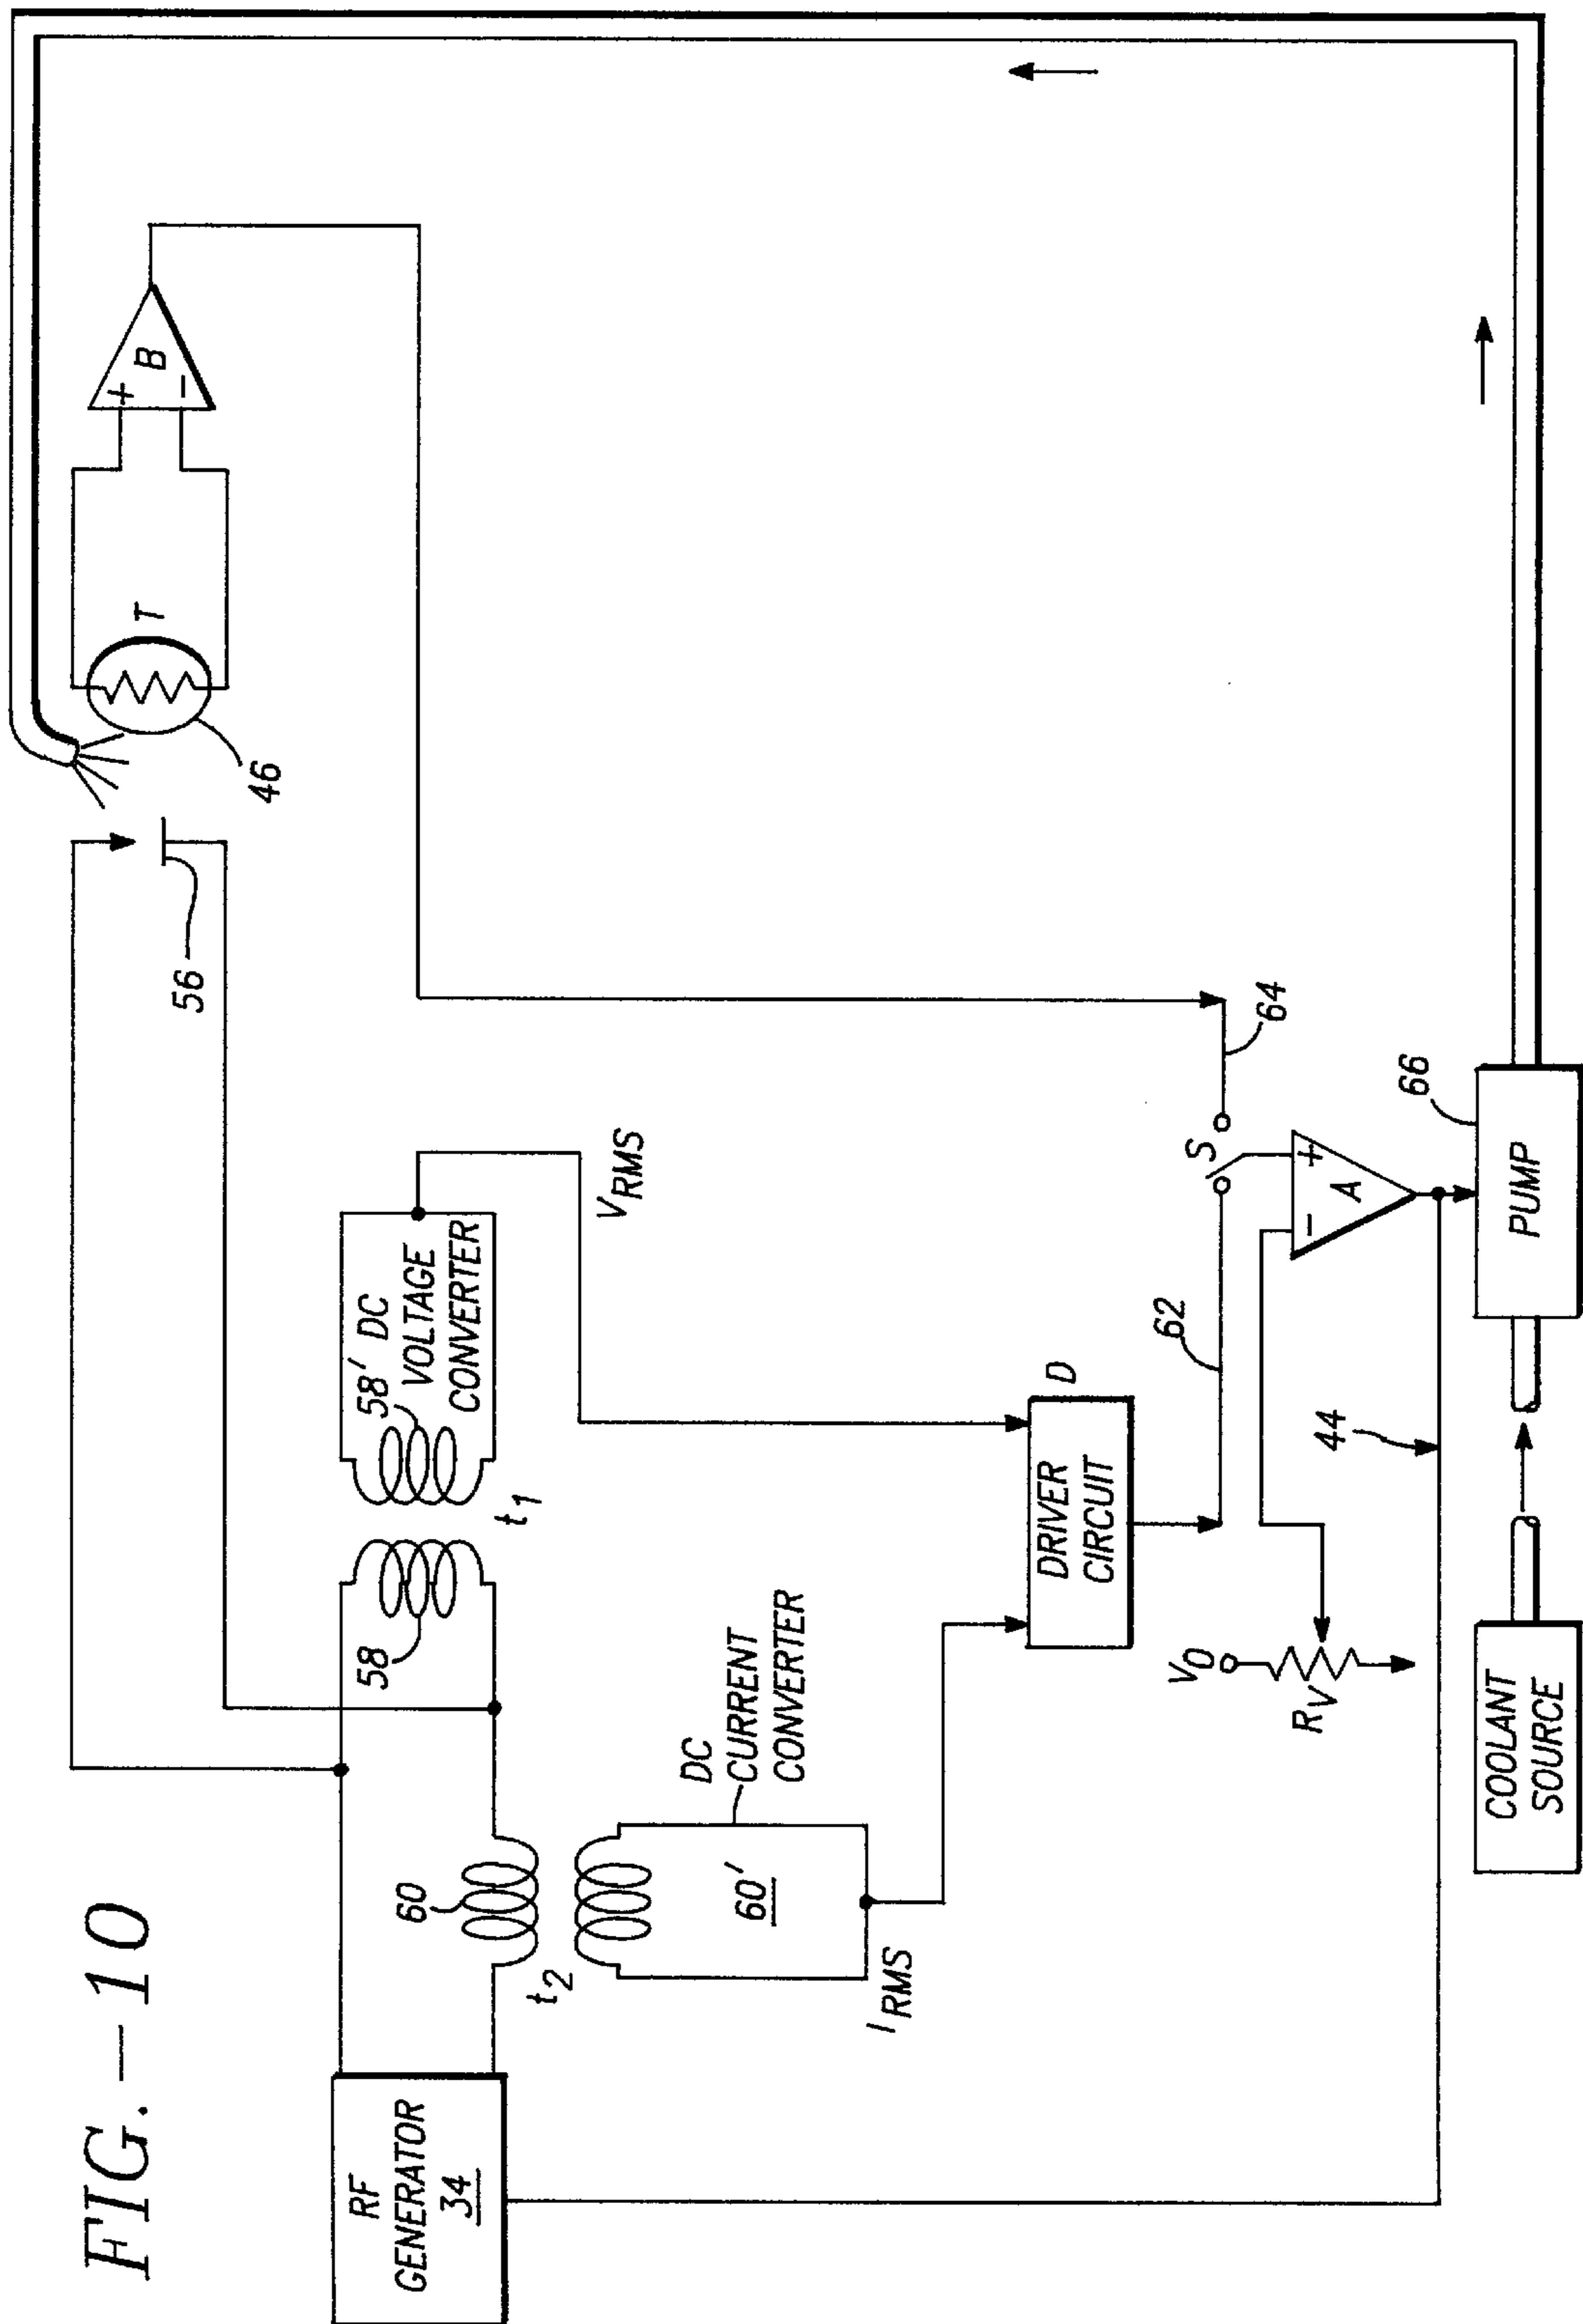 FIG.-10
RF
GENERATOR
34
60
t2
60'
DC
CURRENT
CONVERTER
IRMS
58
t1
58' DC
VOLTAGE
CONVERTER
VRMS
56
46
T
+
B
-
DRIVER
CIRCUIT
D
62
S
64
VO
RV
-
A
+
44
COOLANT
SOURCE
PUMP
66